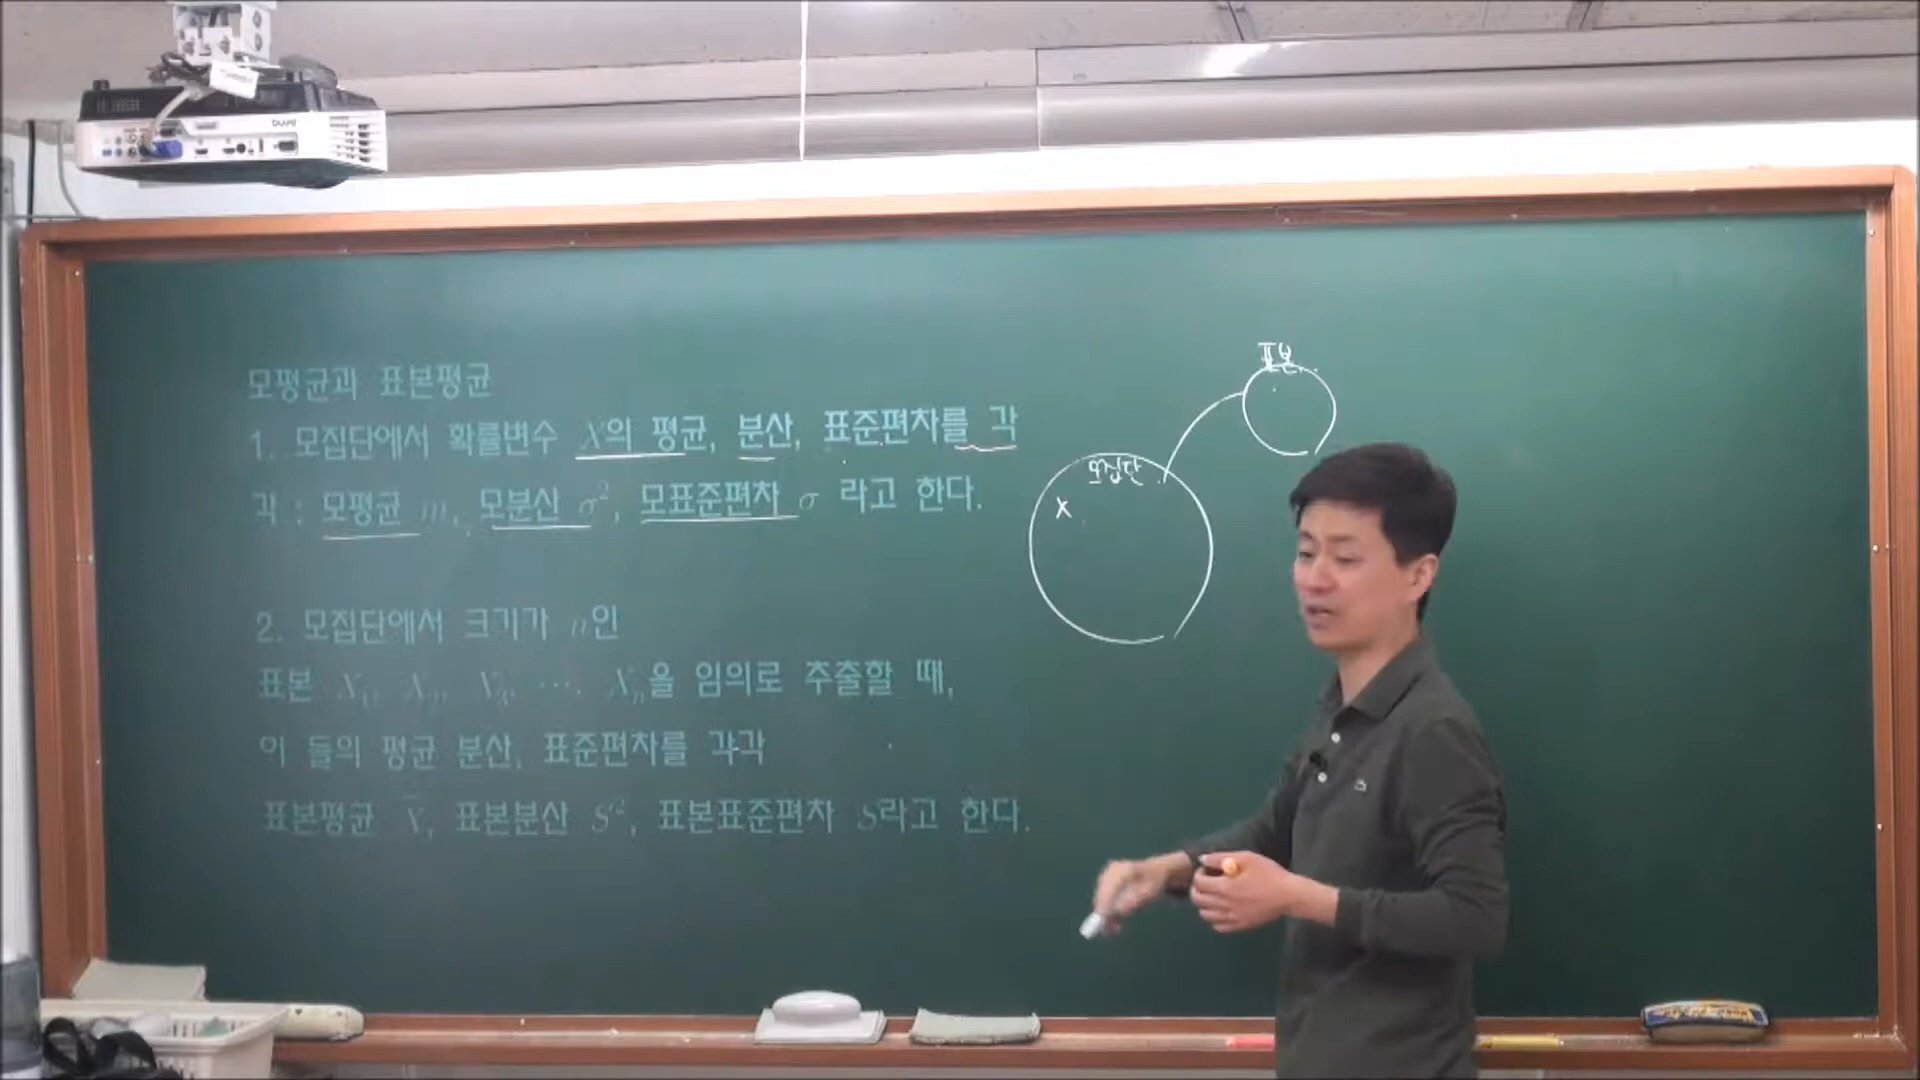 모평균과 표본평균
1. 모집단에서 확률변수 X의 평균, 분산, 표준편차를 각
각 : 모평균 m, 모분산 σ², 모표준편차 σ 라고 한다.
2. 모집단에서 크기가 n인
표본 X₁, X₂, X₃, ⋯, Xₙ을 임의로 추출할 때,
이 들의 평균 분산, 표준편차를 각각
표본평균 X̄, 표본분산 S², 표본표준편차 S라고 한다.
표본
모집단
X